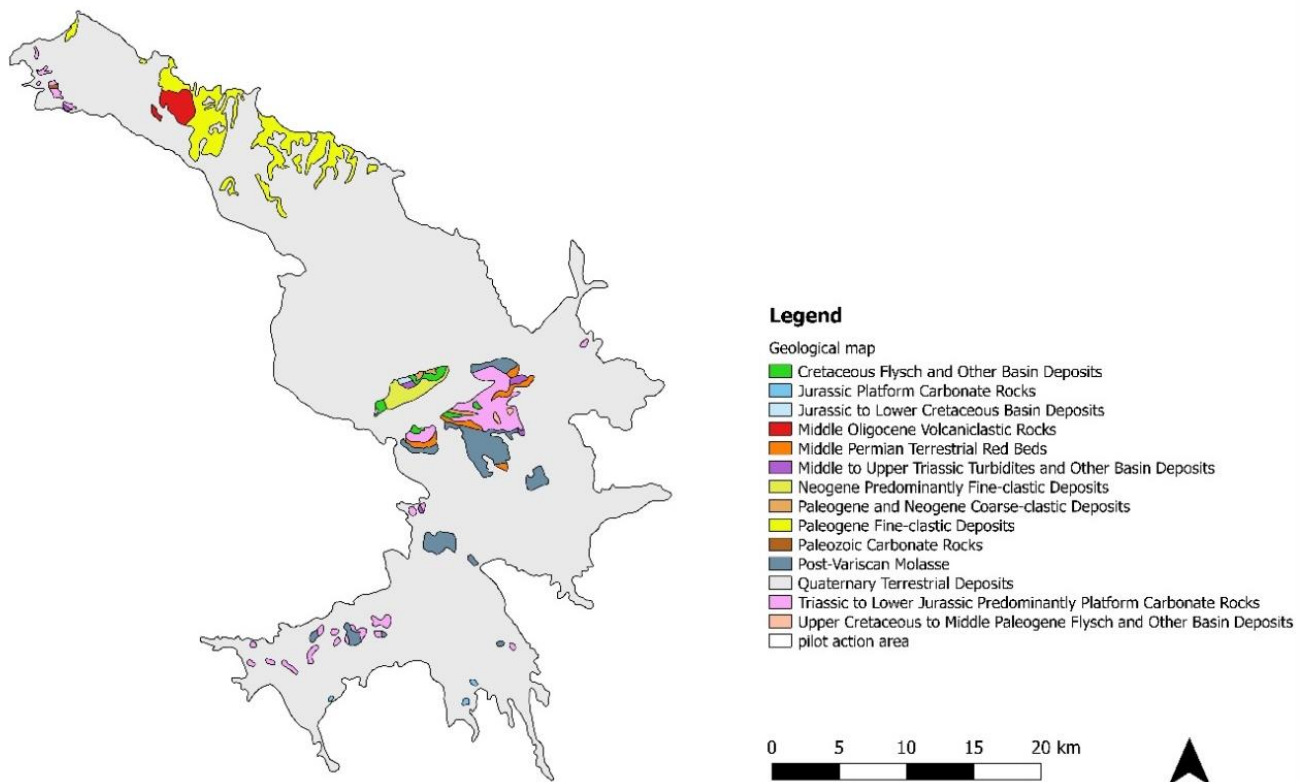 Legend
Geological map
Cretaceous Flysch and Other Basin Deposits
Jurassic Platform Carbonate Rocks
Jurassic to Lower Cretaceous Basin Deposits
Middle Oligocene Volcaniclastic Rocks
Middle Permian Terrestrial Red Beds
Middle to Upper Triassic Turbidites and Other Basin Deposits
Neogene Predominantly Fine-clastic Deposits
Paleogene and Neogene Coarse-clastic Deposits
Paleogene Fine-clastic Deposits
Paleozoic Carbonate Rocks
Post-Variscan Molasse
Quaternary Terrestrial Deposits
Triassic to Lower Jurassic Predominantly Platform Carbonate Rocks
Upper Cretaceous to Middle Paleogene Flysch and Other Basin Deposits
pilot action area
0 5 10 15 20 km